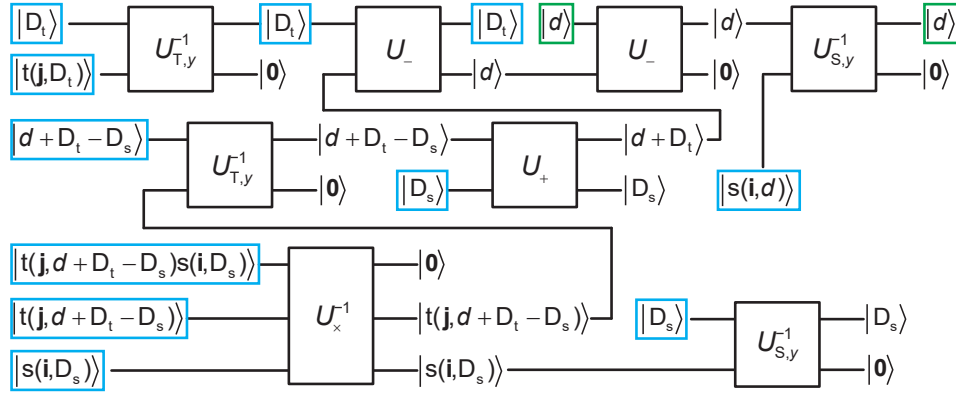 |D_t⟩ U_{T,y}^{-1} |D_t⟩ U_- |D_t⟩ |d⟩ U_- |d⟩ U_{S,y}^{-1} |d⟩
|t(j,D_t)⟩ |0⟩ |d⟩ |0⟩ |0⟩
|d + D_t − D_s⟩ U_{T,y}^{-1} |d + D_t − D_s⟩ U_+ |d + D_t⟩
|0⟩ |D_s⟩ |D_s⟩ |s(i,d)⟩
|t(j,d + D_t − D_s)s(i,D_s)⟩ U_×^{-1} |0⟩
|t(j,d + D_t − D_s)⟩ |t(j,d + D_t − D_s)⟩ |D_s⟩ U_{S,y}^{-1} |D_s⟩
|s(i,D_s)⟩ |s(i,D_s)⟩ |0⟩